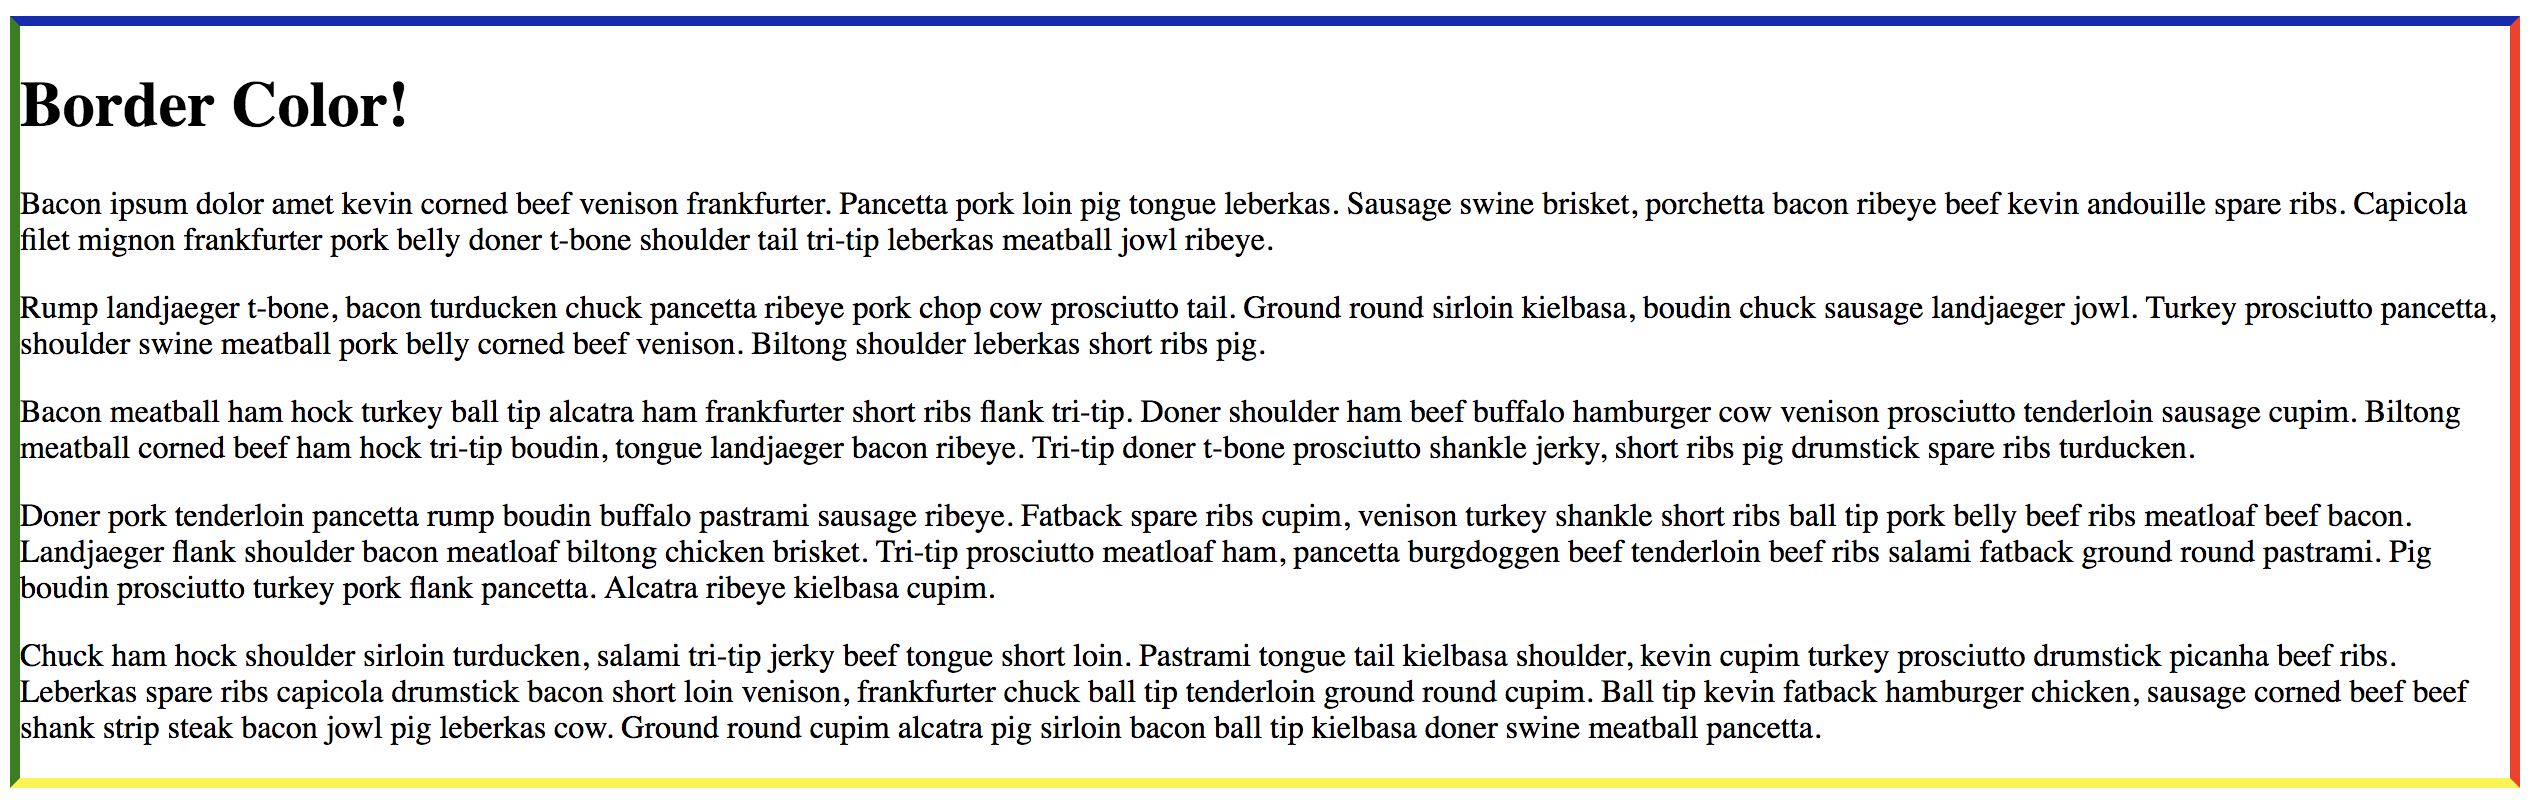 Border Color!
Bacon ipsum dolor amet kevin corned beef venison frankfurter. Pancetta pork loin pig tongue leberkas. Sausage swine brisket, porchetta bacon ribeye beef kevin andouille spare ribs. Capicola
filet mignon frankfurter pork belly doner t-bone shoulder tail tri-tip leberkas meatball jowl ribeye.
Rump landjaeger t-bone, bacon turducken chuck pancetta ribeye pork chop cow prosciutto tail. Ground round sirloin kielbasa, boudin chuck sausage landjaeger jowl. Turkey prosciutto pancetta,
shoulder swine meatball pork belly corned beef venison. Biltong shoulder leberkas short ribs pig.
Bacon meatball ham hock turkey ball tip alcatra ham frankfurter short ribs flank tri-tip. Doner shoulder ham beef buffalo hamburger cow venison prosciutto tenderloin sausage cupim. Biltong
meatball corned beef ham hock tri-tip boudin, tongue landjaeger bacon ribeye. Tri-tip doner t-bone prosciutto shankle jerky, short ribs pig drumstick spare ribs turducken.
Doner pork tenderloin pancetta rump boudin buffalo pastrami sausage ribeye. Fatback spare ribs cupim, venison turkey shankle short ribs ball tip pork belly beef ribs meatloaf beef bacon.
Landjaeger flank shoulder bacon meatloaf biltong chicken brisket. Tri-tip prosciutto meatloaf ham, pancetta burgdoggen beef tenderloin beef ribs salami fatback ground round pastrami. Pig
boudin prosciutto turkey pork flank pancetta. Alcatra ribeye kielbasa cupim.
Chuck ham hock shoulder sirloin turducken, salami tri-tip jerky beef tongue short loin. Pastrami tongue tail kielbasa shoulder, kevin cupim turkey prosciutto drumstick picanha beef ribs.
Leberkas spare ribs capicola drumstick bacon short loin venison, frankfurter chuck ball tip tenderloin ground round cupim. Ball tip kevin fatback hamburger chicken, sausage corned beef beef
shank strip steak bacon jowl pig leberkas cow. Ground round cupim alcatra pig sirloin bacon ball tip kielbasa doner swine meatball pancetta.